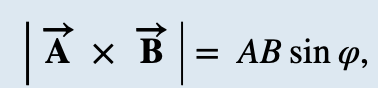 | A⃗ × B⃗ | = AB sin φ,